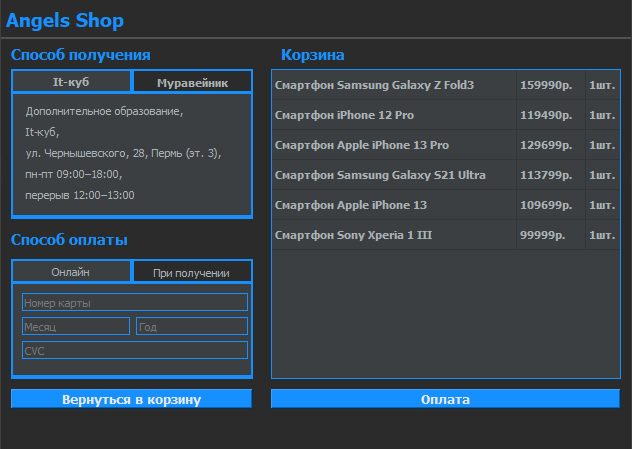 Angels Shop
Способ получения
It-куб
Муравейник
Дополнительное образование,
It-куб,
ул. Чернышевского, 28, Пермь (эт. 3),
пн-пт 09:00–18:00,
перерыв 12:00–13:00
Способ оплаты
Онлайн
При получении
Номер карты
Месяц
Год
CVC
Вернуться в корзину
Корзина
Смартфон Samsung Galaxy Z Fold3 159990р. 1шт.
Смартфон iPhone 12 Pro 119490р. 1шт.
Смартфон Apple iPhone 13 Pro 129699р. 1шт.
Смартфон Samsung Galaxy S21 Ultra 113799р. 1шт.
Смартфон Apple iPhone 13 109699р. 1шт.
Смартфон Sony Xperia 1 III 99999р. 1шт.
Оплата